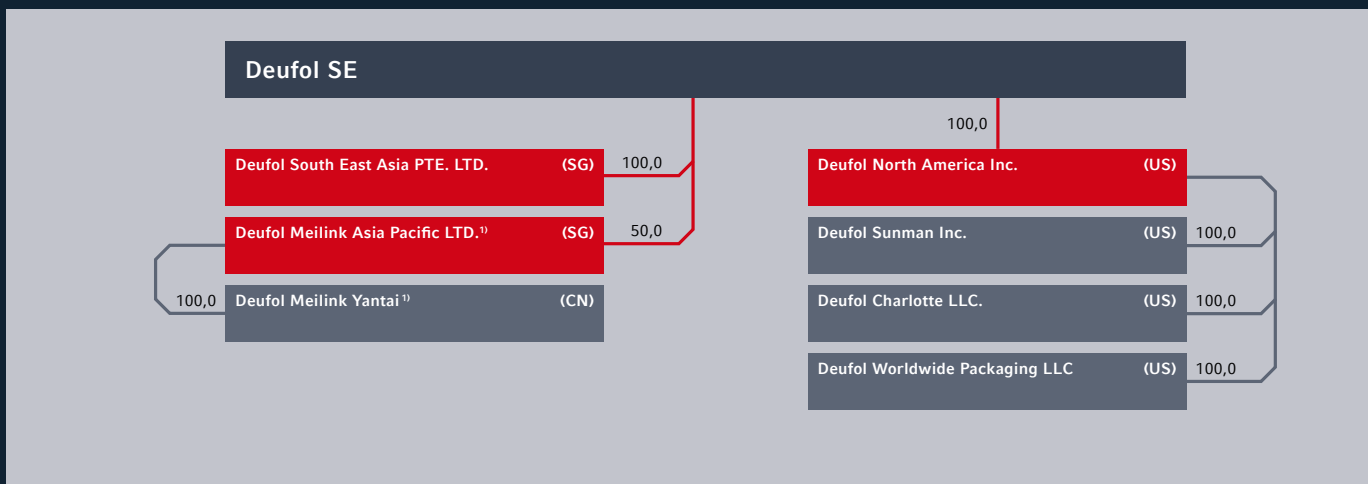 Deufol SE
100,0
Deufol South East Asia PTE. LTD. (SG) 100,0
Deufol Meilink Asia Pacific LTD.¹⁾ (SG) 50,0
100,0 Deufol Meilink Yantai ¹⁾ (CN)
Deufol North America Inc. (US)
Deufol Sunman Inc. (US) 100,0
Deufol Charlotte LLC. (US) 100,0
Deufol Worldwide Packaging LLC (US) 100,0